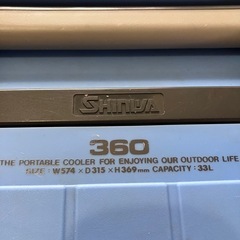 SHINWA
360
THE PORTABLE COOLER FOR ENJOYING OUR OUTDOOR LIFE
SIZE : W574 × D315 × H369mm CAPACITY : 33L